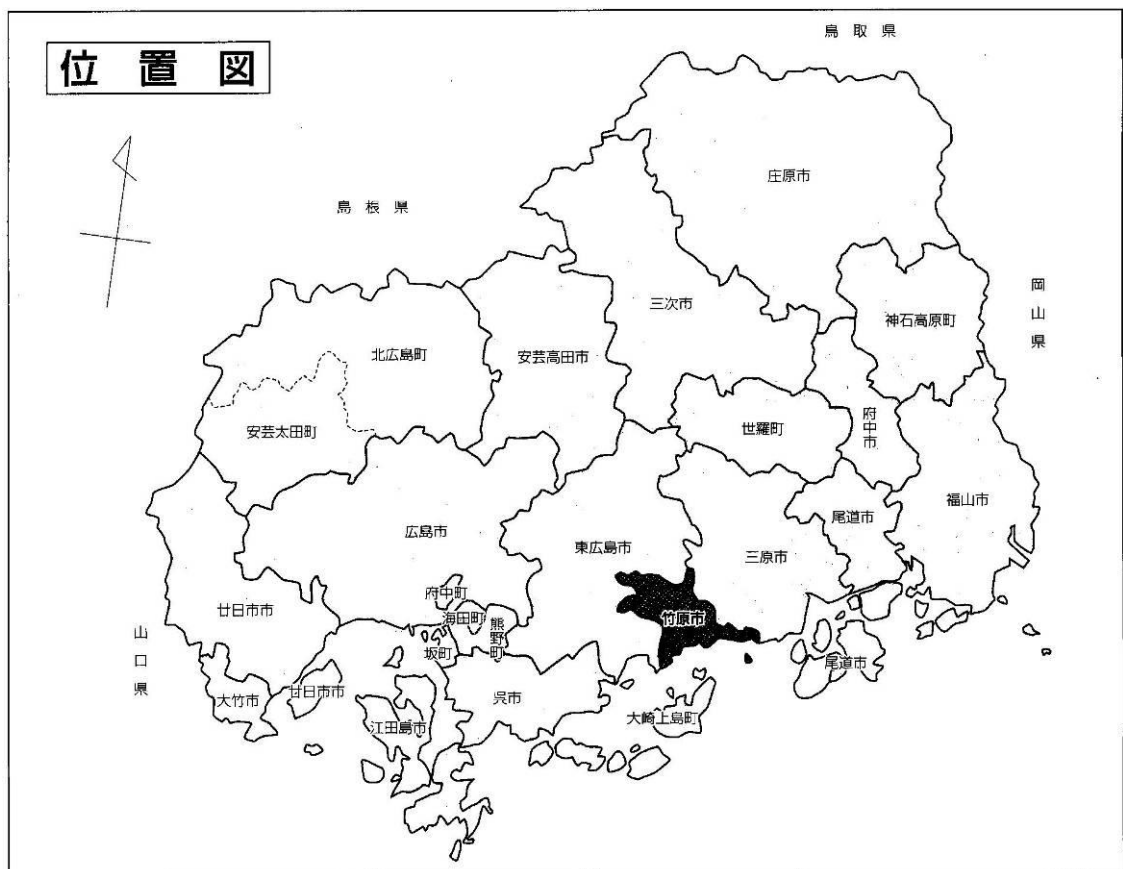 位置図
鳥取県
庄原市
島根県
岡山県
三次市
神石高原町
北広島町
安芸高田市
府中市
世羅町
安芸太田町
福山市
尾道市
広島市
東広島市
三原市
府中町
海田町
熊野町
竹原市
廿日市市
坂町
山口県
尾道市
大竹市
廿日市市
呉市
江田島市
大崎上島町